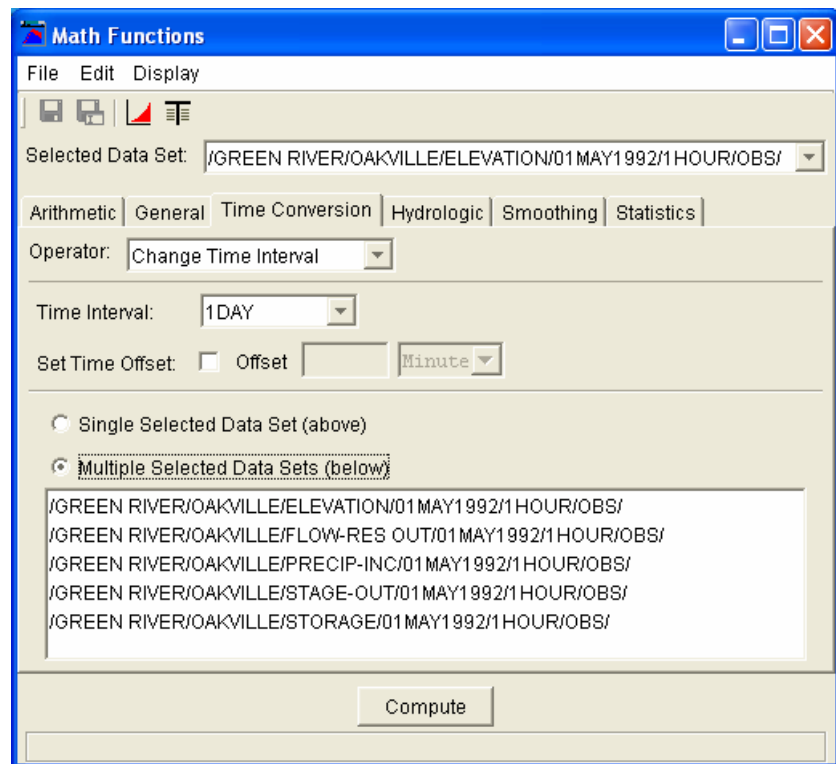 Math Functions
File Edit Display
Selected Data Set: /GREEN RIVER/OAKVILLE/ELEVATION/01MAY1992/1HOUR/OBS/
Arithmetic General Time Conversion Hydrologic Smoothing Statistics
Operator: Change Time Interval
Time Interval: 1DAY
Set Time Offset: Offset Minute
Single Selected Data Set (above)
Multiple Selected Data Sets (below)
/GREEN RIVER/OAKVILLE/ELEVATION/01MAY1992/1HOUR/OBS/
/GREEN RIVER/OAKVILLE/FLOW-RES OUT/01MAY1992/1HOUR/OBS/
/GREEN RIVER/OAKVILLE/PRECIP-INC/01MAY1992/1HOUR/OBS/
/GREEN RIVER/OAKVILLE/STAGE-OUT/01MAY1992/1HOUR/OBS/
/GREEN RIVER/OAKVILLE/STORAGE/01MAY1992/1HOUR/OBS/
Compute